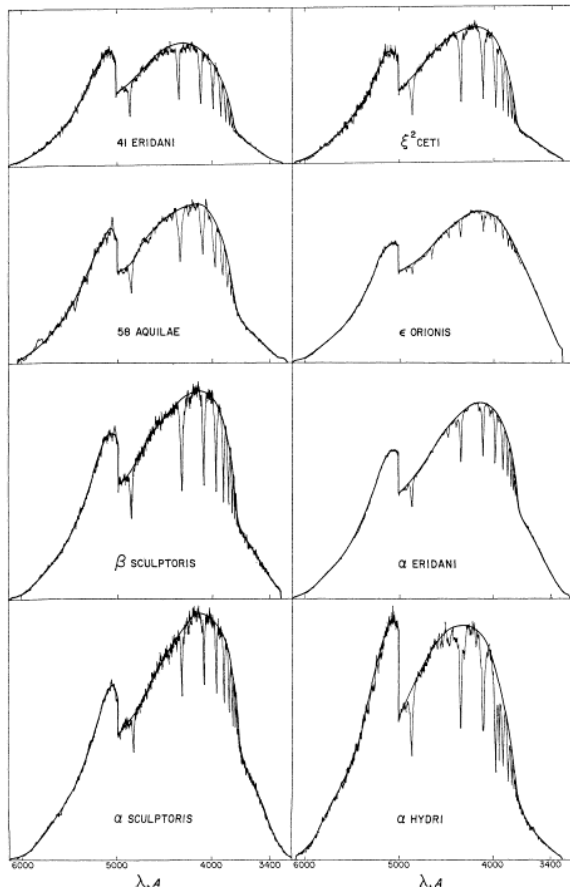 41 ERIDANI
ξ² CETI
58 AQUILAE
ε ORIONIS
β SCULPTORIS
α ERIDANI
α SCULPTORIS
α HYDRI
6000 5000 4000 3400
6000 5000 4000 3400
λ,A
λ,A